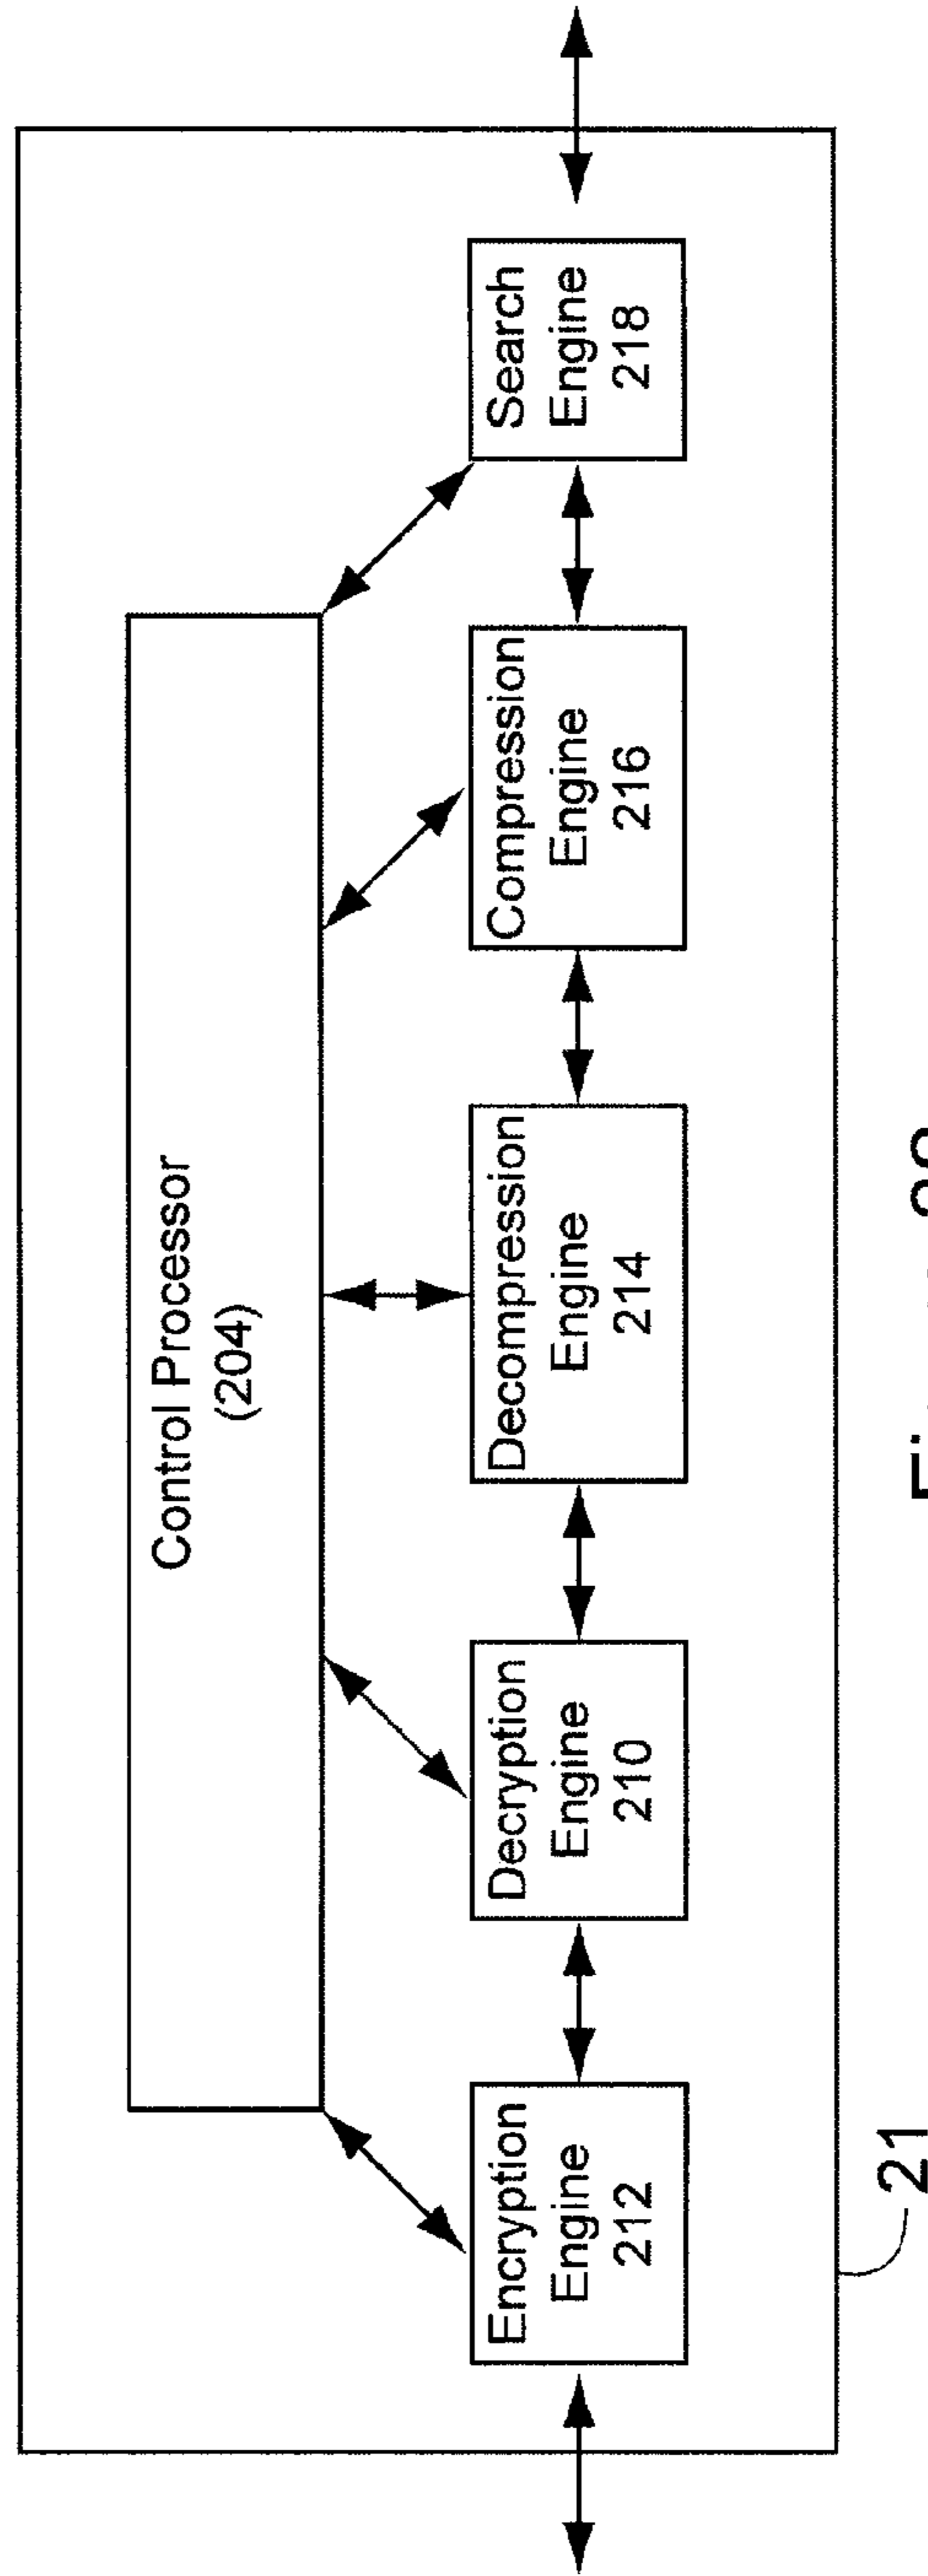 Control Processor
(204)
Encryption
Engine
212
Decryption
Engine
210
Decompression
Engine
214
Compression
Engine
216
Search
Engine
218
21